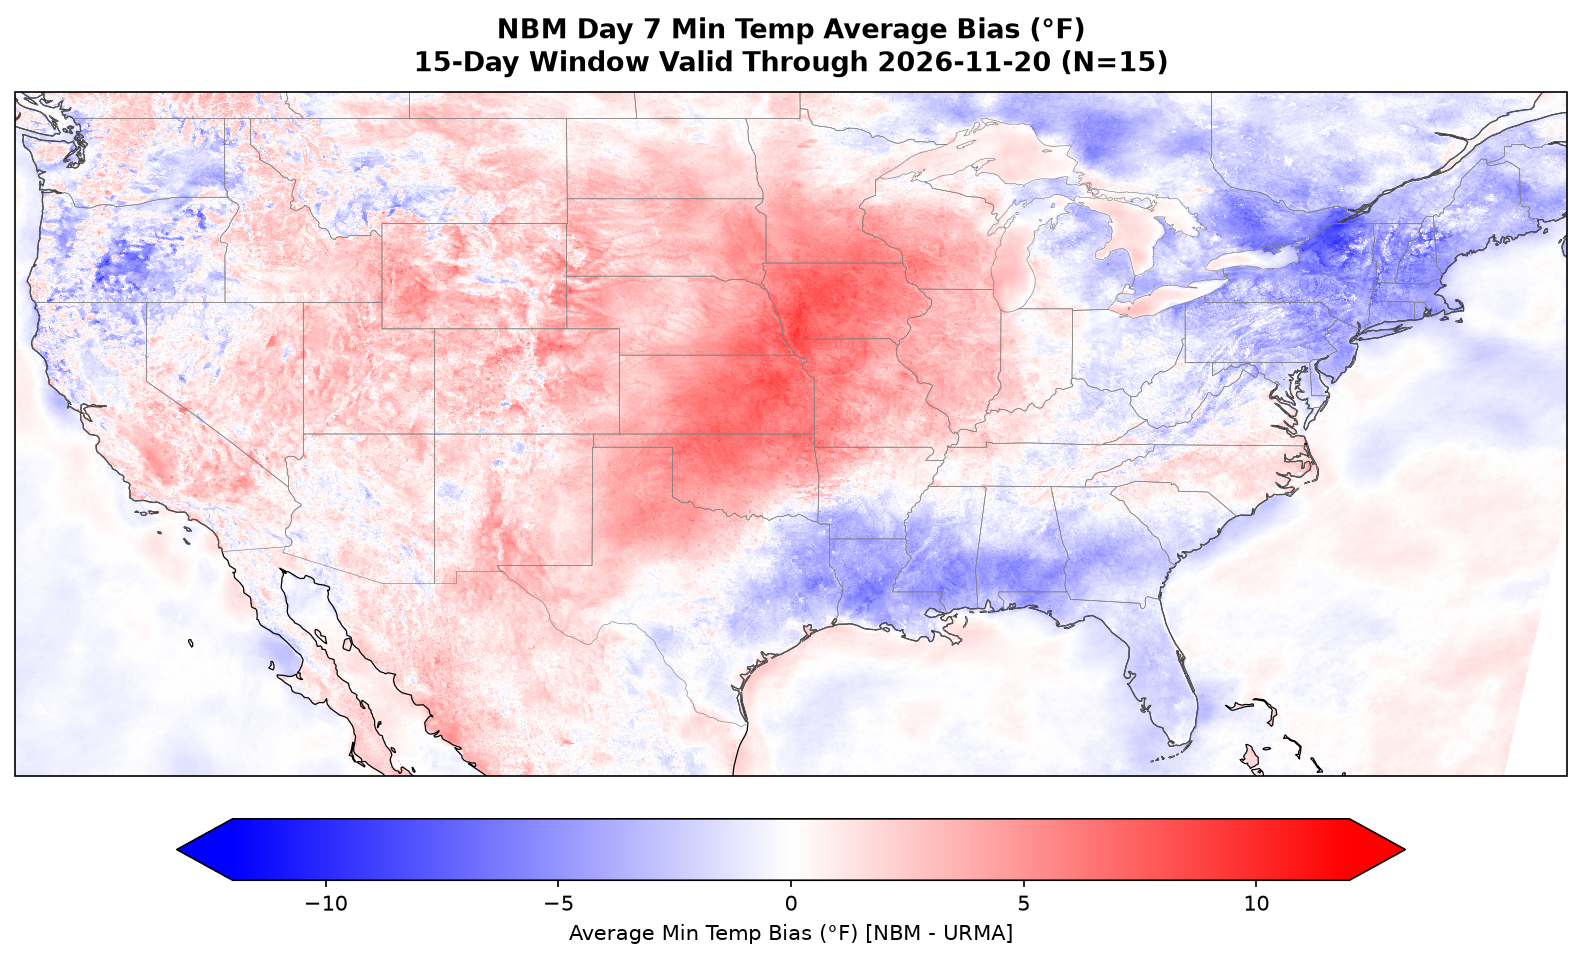 NBM Day 7 Min Temp Average Bias (°F)
15-Day Window Valid Through 2026-11-20 (N=15)
−10 −5 0 5 10
Average Min Temp Bias (°F) [NBM - URMA]